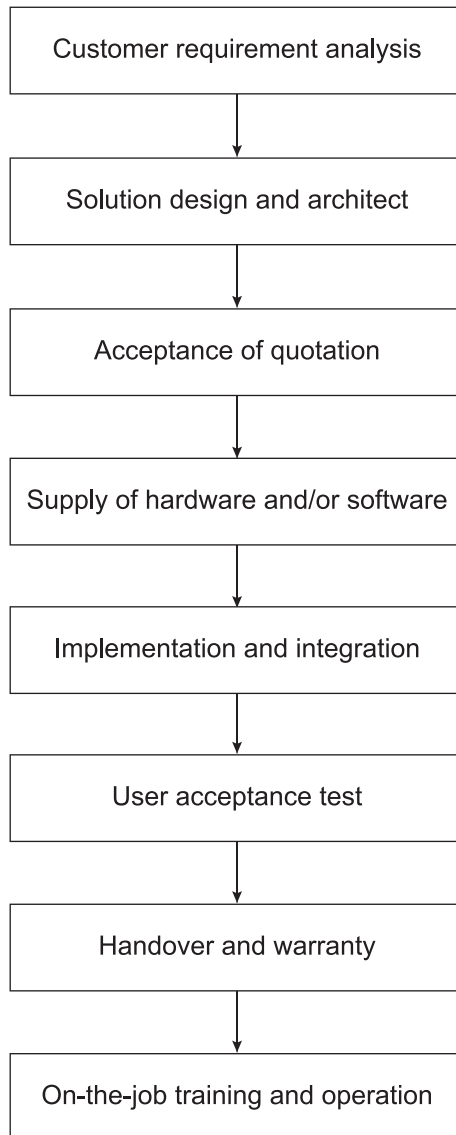 Customer requirement analysis
Solution design and architect
Acceptance of quotation
Supply of hardware and/or software
Implementation and integration
User acceptance test
Handover and warranty
On-the-job training and operation